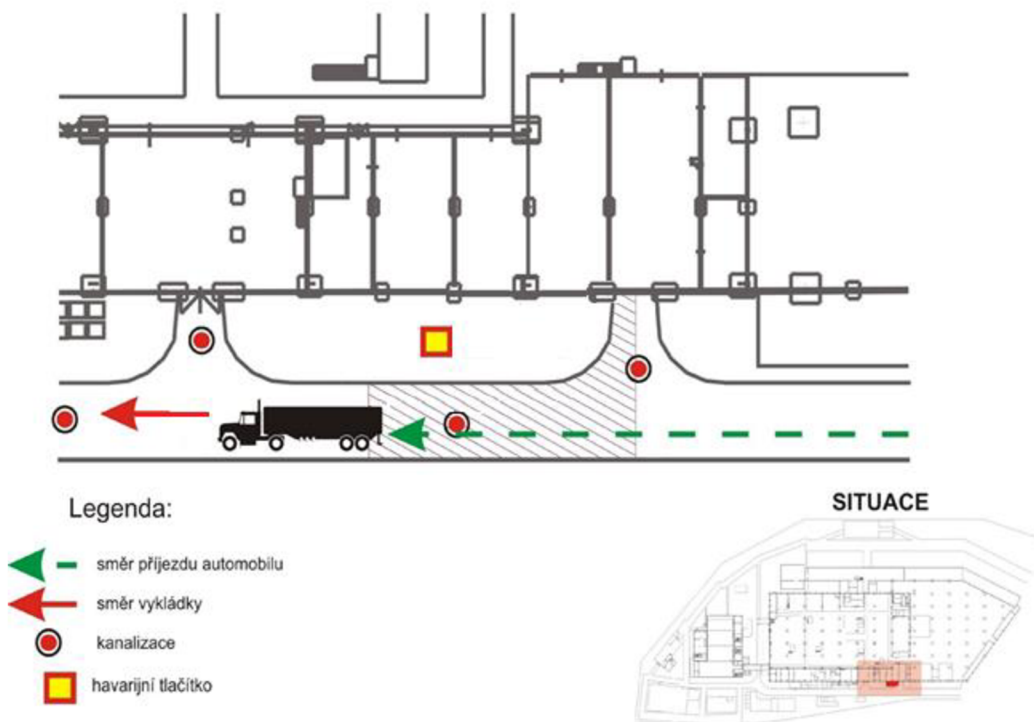 Legenda:
směr příjezdu automobilu
směr vykládky
kanalizace
havarijní tlačítko
SITUACE